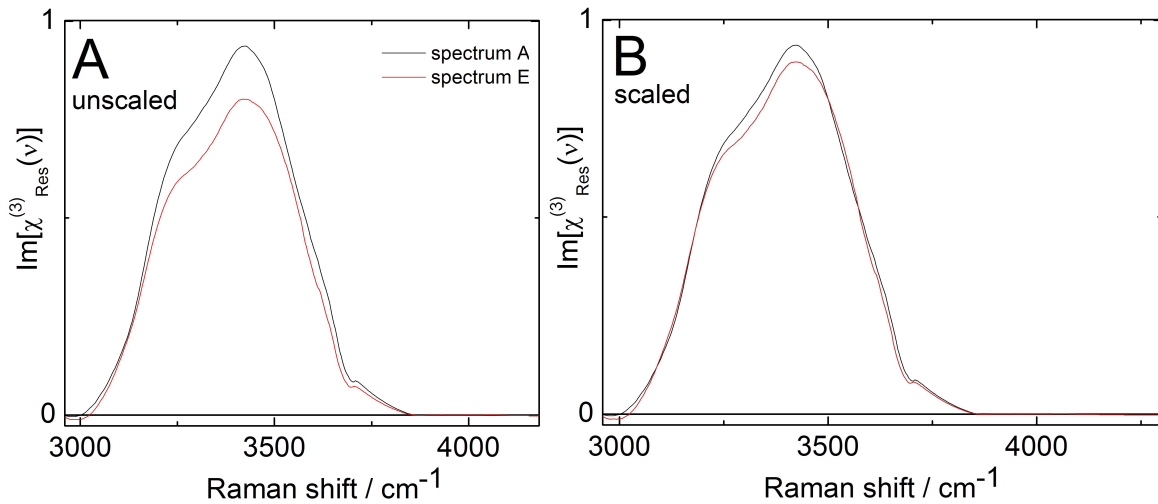 A
unscaled
spectrum A
spectrum E
1
0
3000
3500
4000
Im[χ(3)Res(ν)]
Raman shift / cm-1
B
scaled
1
0
3000
3500
4000
Im[χ(3)Res(ν)]
Raman shift / cm-1